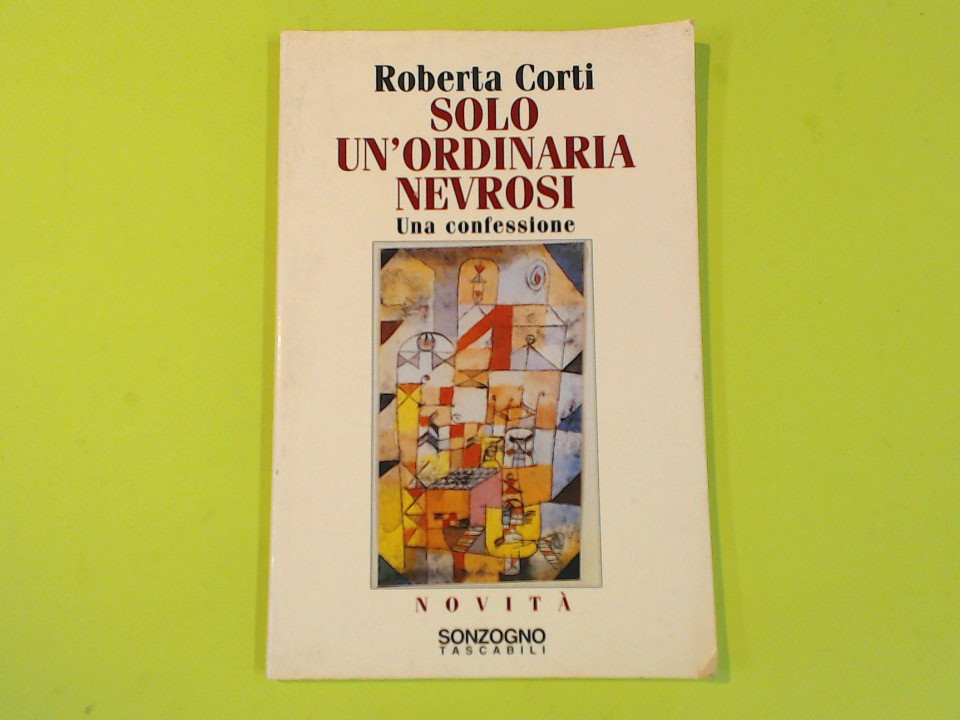 Roberta Corti
SOLO
UN'ORDINARIA
NEVROSI
Una confessione
NOVITÀ
SONZOGNO
TASCABILI